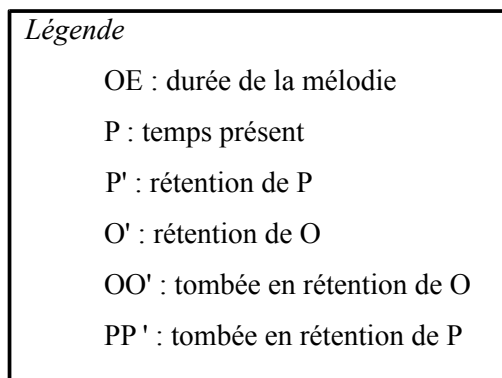 Légende
OE : durée de la mélodie
P : temps présent
P' : rétention de P
O' : rétention de O
OO' : tombée en rétention de O
PP ' : tombée en rétention de P